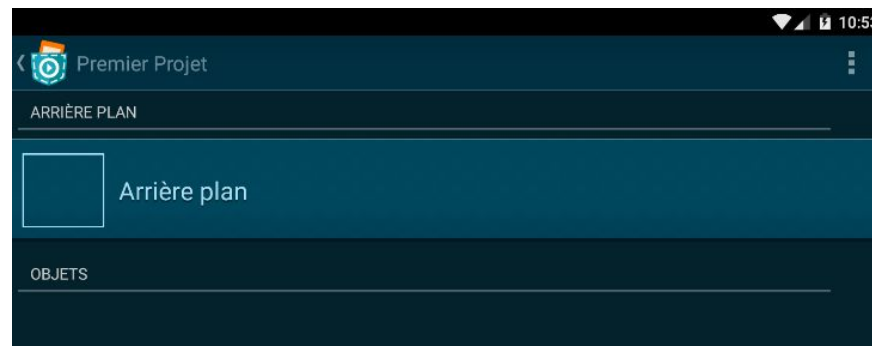 10:53
Premier Projet
ARRIÈRE PLAN
Arrière plan
OBJETS